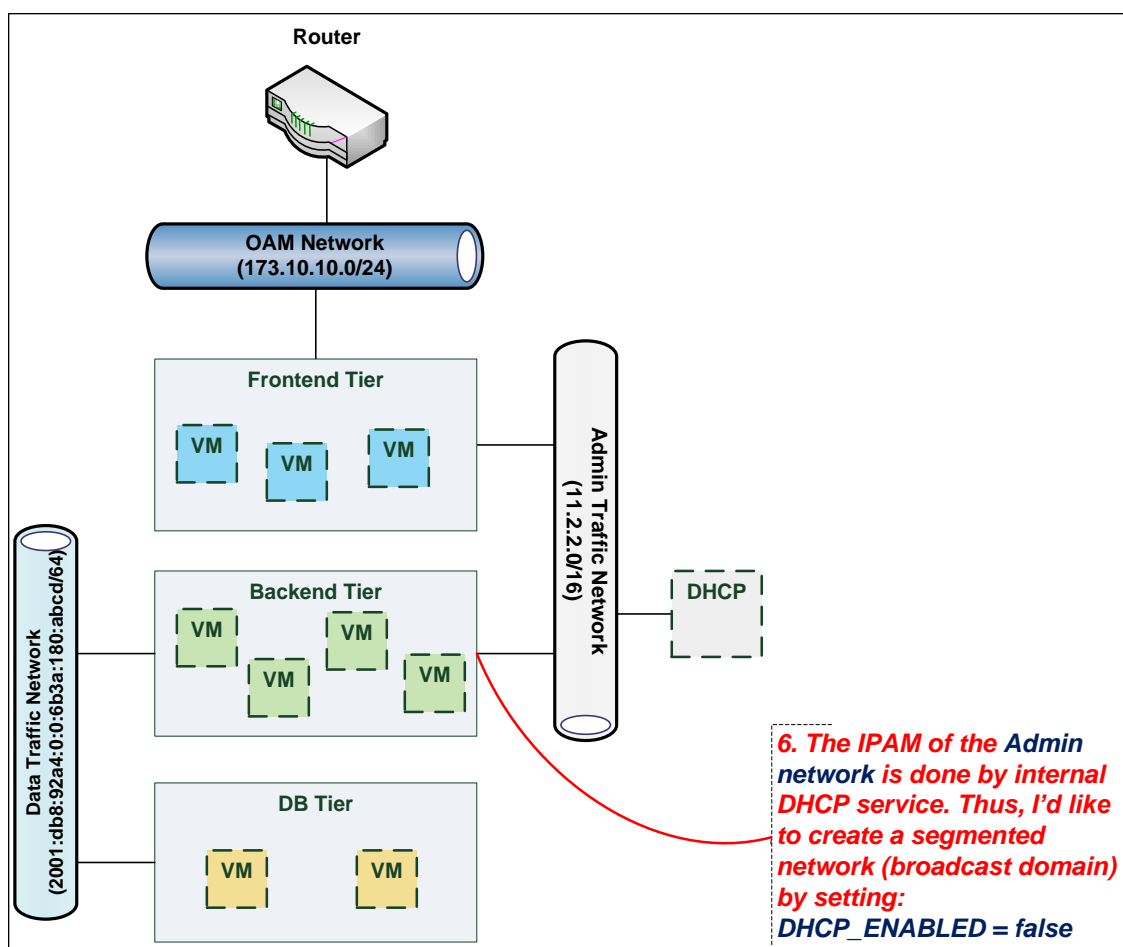 Router
OAM Network
(173.10.10.0/24)
Frontend Tier
VM
VM
VM
Admin Traffic Network
(11.2.2.0/16)
DHCP
Data Traffic Network
(2001:db8:92a4:0:0:6b3a:180:abcd/64)
Backend Tier
VM
VM
VM
VM
DB Tier
VM
VM
6. The IPAM of the Admin
network is done by internal
DHCP service. Thus, I’d like
to create a segmented
network (broadcast domain)
by setting:
DHCP_ENABLED = false